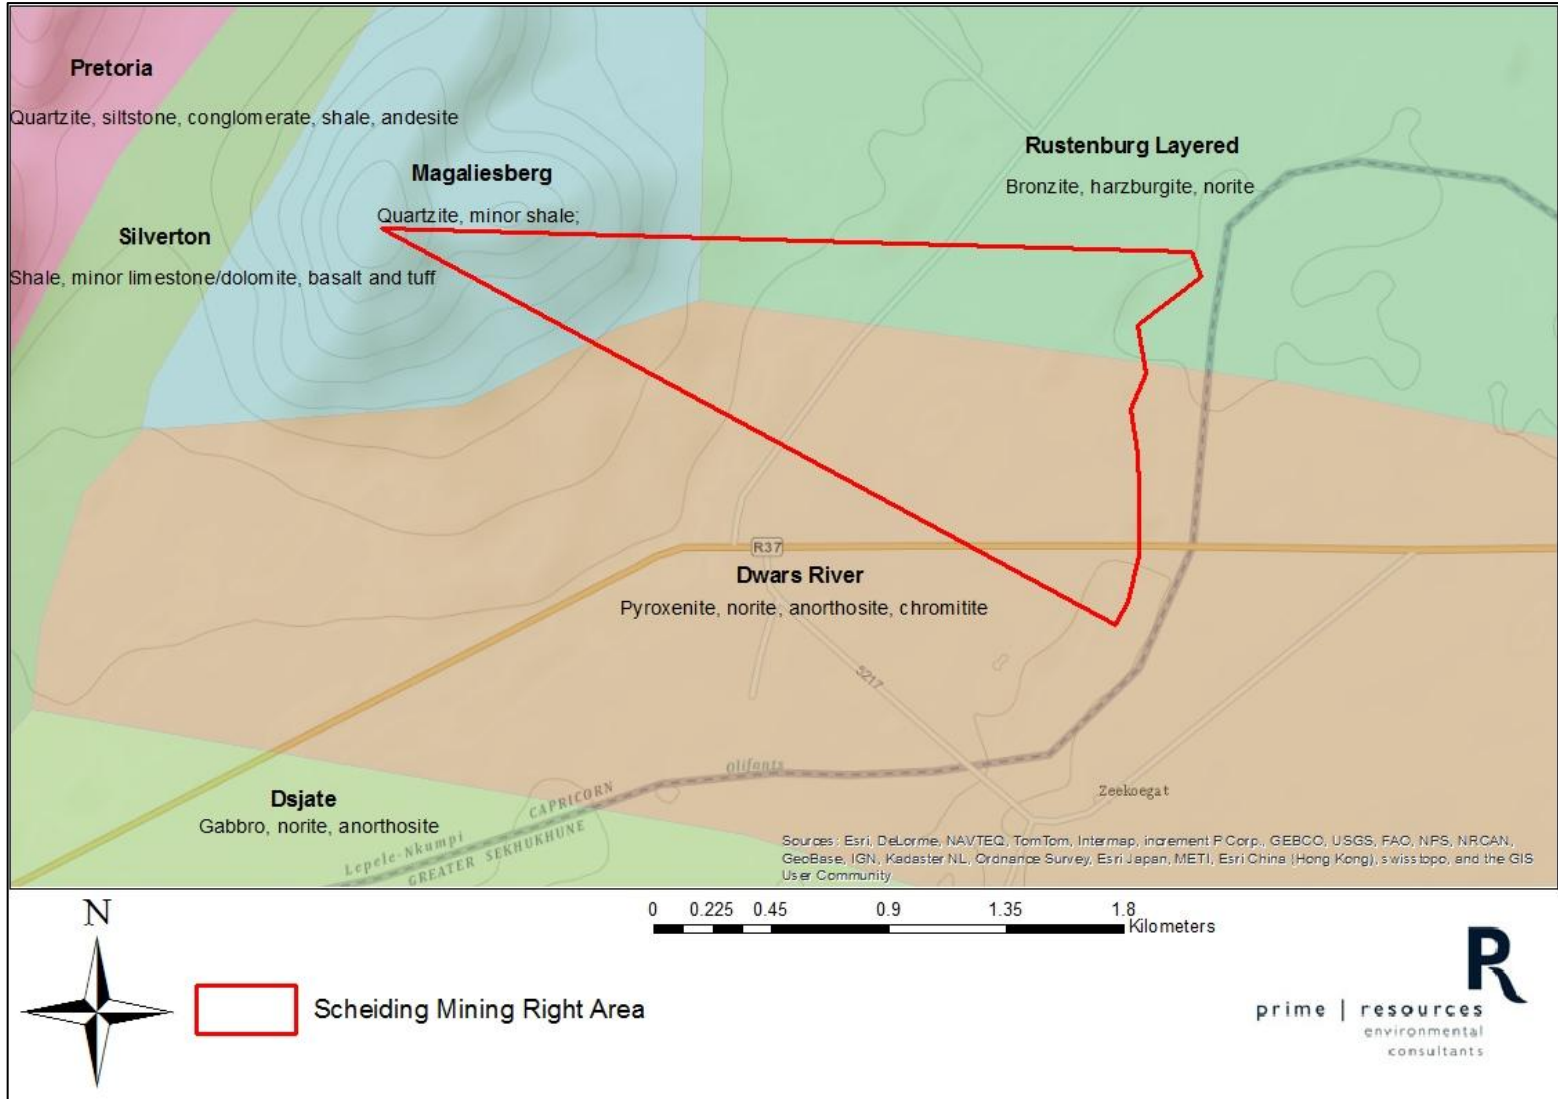 Pretoria
Quartzite, siltstone, conglomerate, shale, andesite
Rustenburg Layered
Bronzite, harzburgite, norite
Magaliesberg
Quartzite, minor shale;
Silverton
Shale, minor limestone/dolomite, basalt and tuff
R37
Dwars River
Pyroxenite, norite, anorthosite, chromitite
S217
Olifants
Zeekoegat
Dsjate
Gabbro, norite, anorthosite
CAPRICORN
Lepele-Nkumpi
GREATER SEKHUKHUNE
Sources: Esri, DeLorme, NAVTEQ, TomTom, Intermap, increment P Corp., GEBCO, USGS, FAO, NPS, NRCAN,
GeoBase, IGN, Kadaster NL, Ordnance Survey, Esri Japan, METI, Esri China (Hong Kong), swisstopo, and the GIS
User Community
N
0 0.225 0.45 0.9 1.35 1.8
Kilometers
Scheiding Mining Right Area
R
prime | resources
environmental
consultants